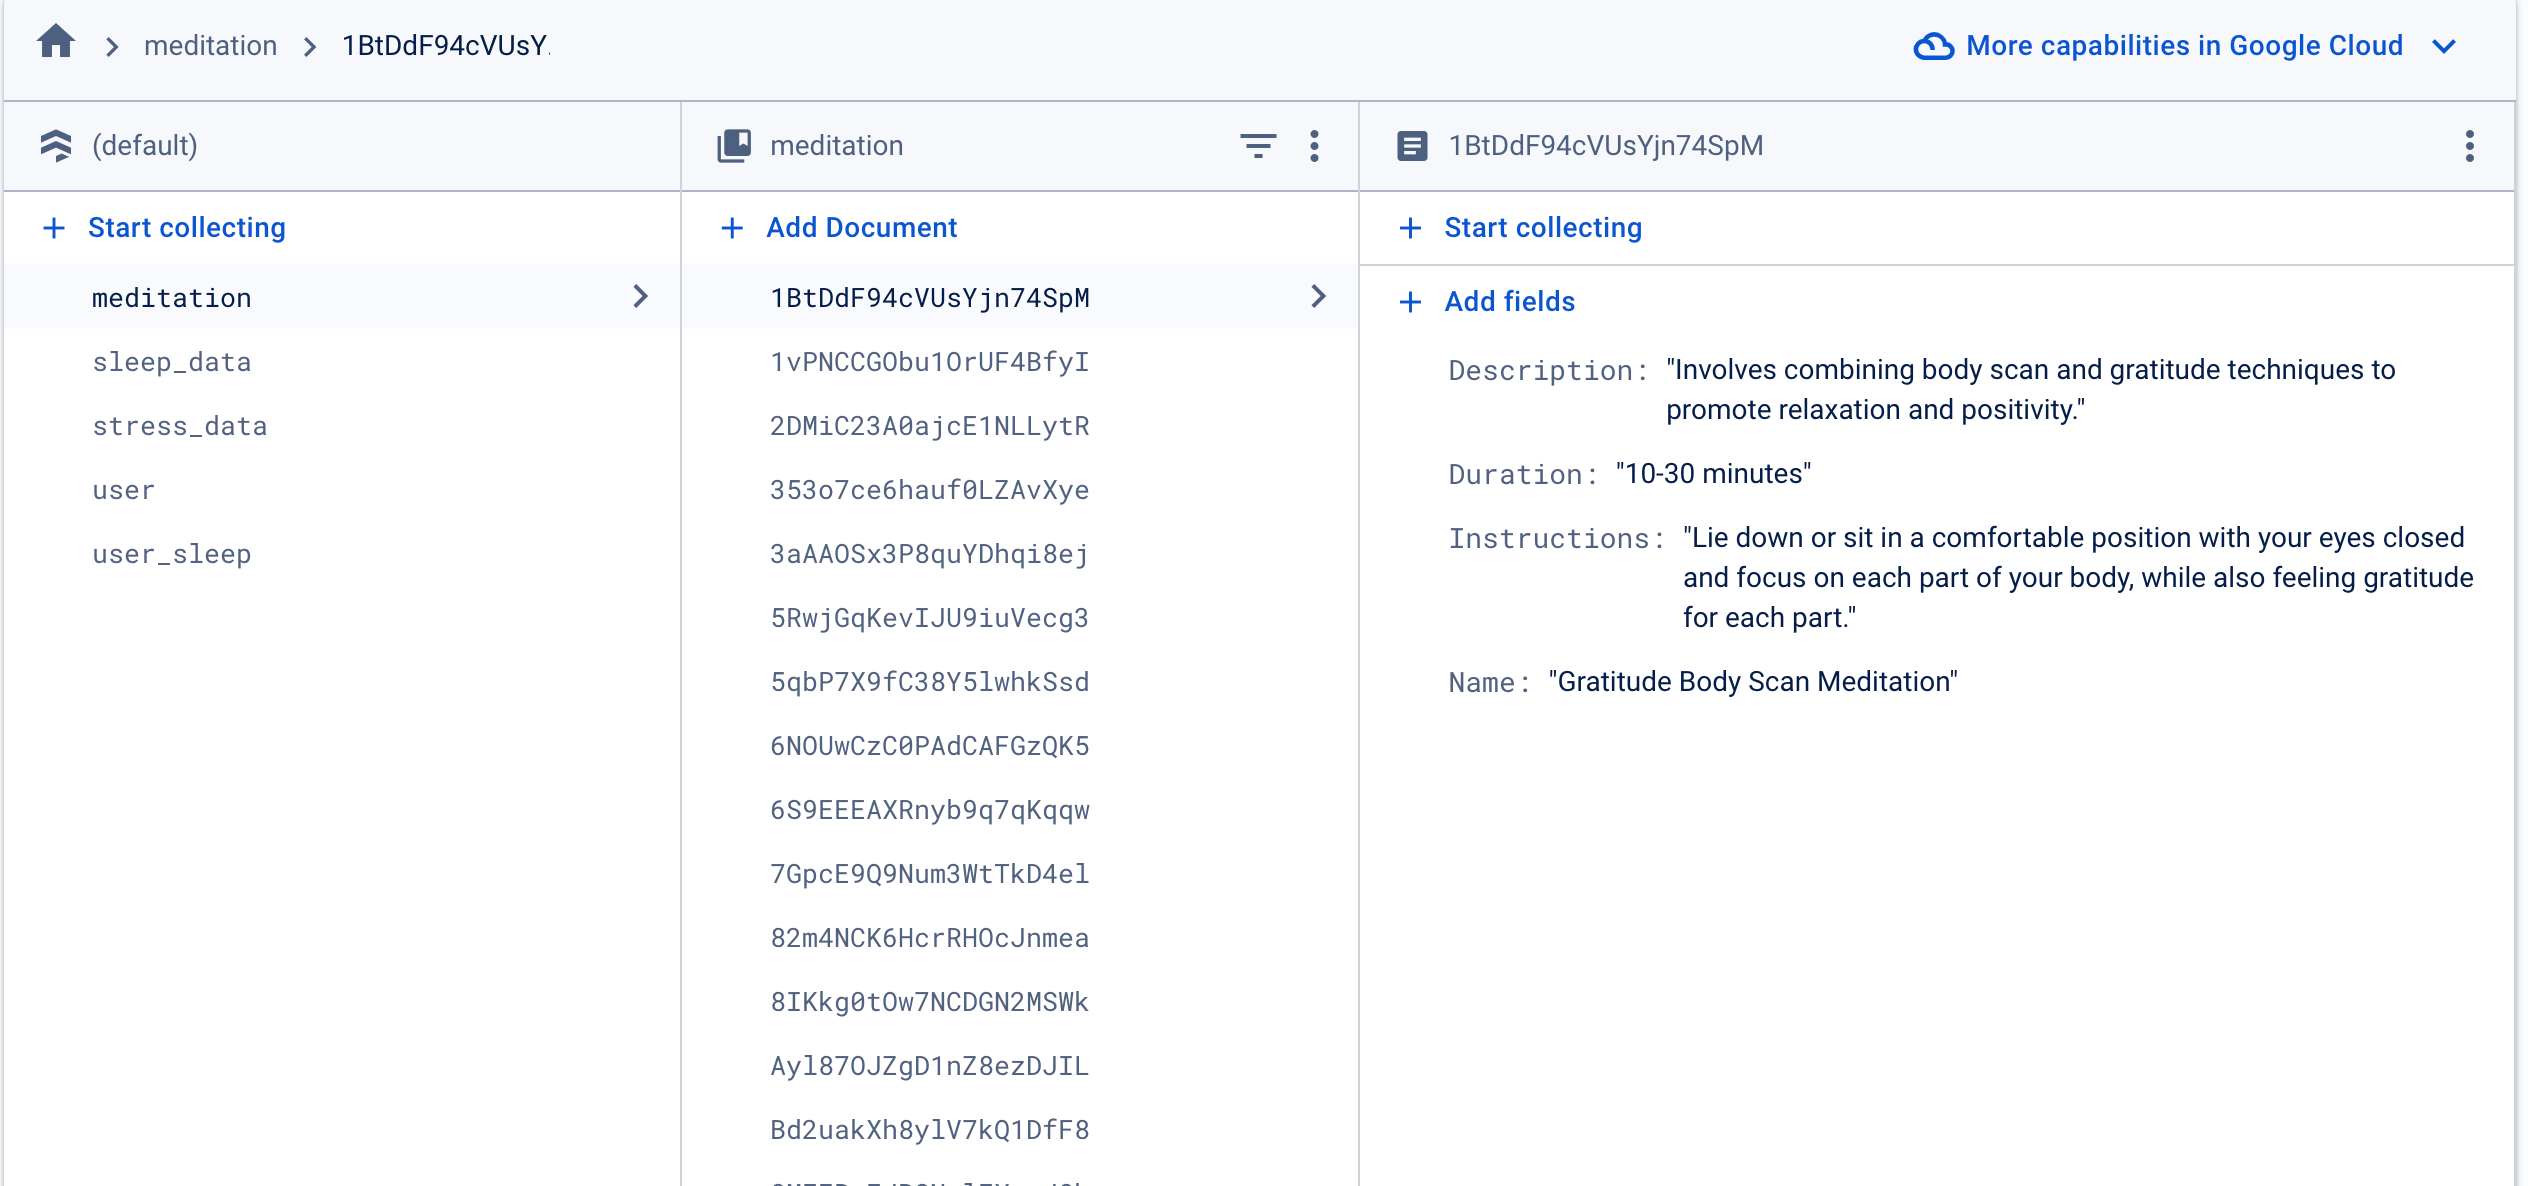 meditation
1BtDdF94cVUsY.
More capabilities in Google Cloud
(default)
Start collecting
meditation
sleep_data
stress_data
user
user_sleep
meditation
Add Document
1BtDdF94cVUsYjn74SpM
1vPNCCGObu1OrUF4BfyI
2DMiC23A0ajcE1NLLytR
353o7ce6hauf0LZAvXye
3aAAOSx3P8quYDhqi8ej
5RwjGqKevIJU9iuVecg3
5qbP7X9fC38Y5lwhkSsd
6NOUwCzC0PAdCAFGzQK5
6S9EEEAXRnyb9q7qKqqw
7GpcE9Q9Num3WtTkD4el
82m4NCK6HcrRHOcJnmea
8IKkg0tOw7NCDGN2MSWk
Ayl87OJZgD1nZ8ezDJIL
Bd2uakXh8ylV7kQ1DfF8
1BtDdF94cVUsYjn74SpM
Start collecting
Add fields
Description: "Involves combining body scan and gratitude techniques to
promote relaxation and positivity."
Duration: "10-30 minutes"
Instructions: "Lie down or sit in a comfortable position with your eyes closed
and focus on each part of your body, while also feeling gratitude
for each part."
Name: "Gratitude Body Scan Meditation"